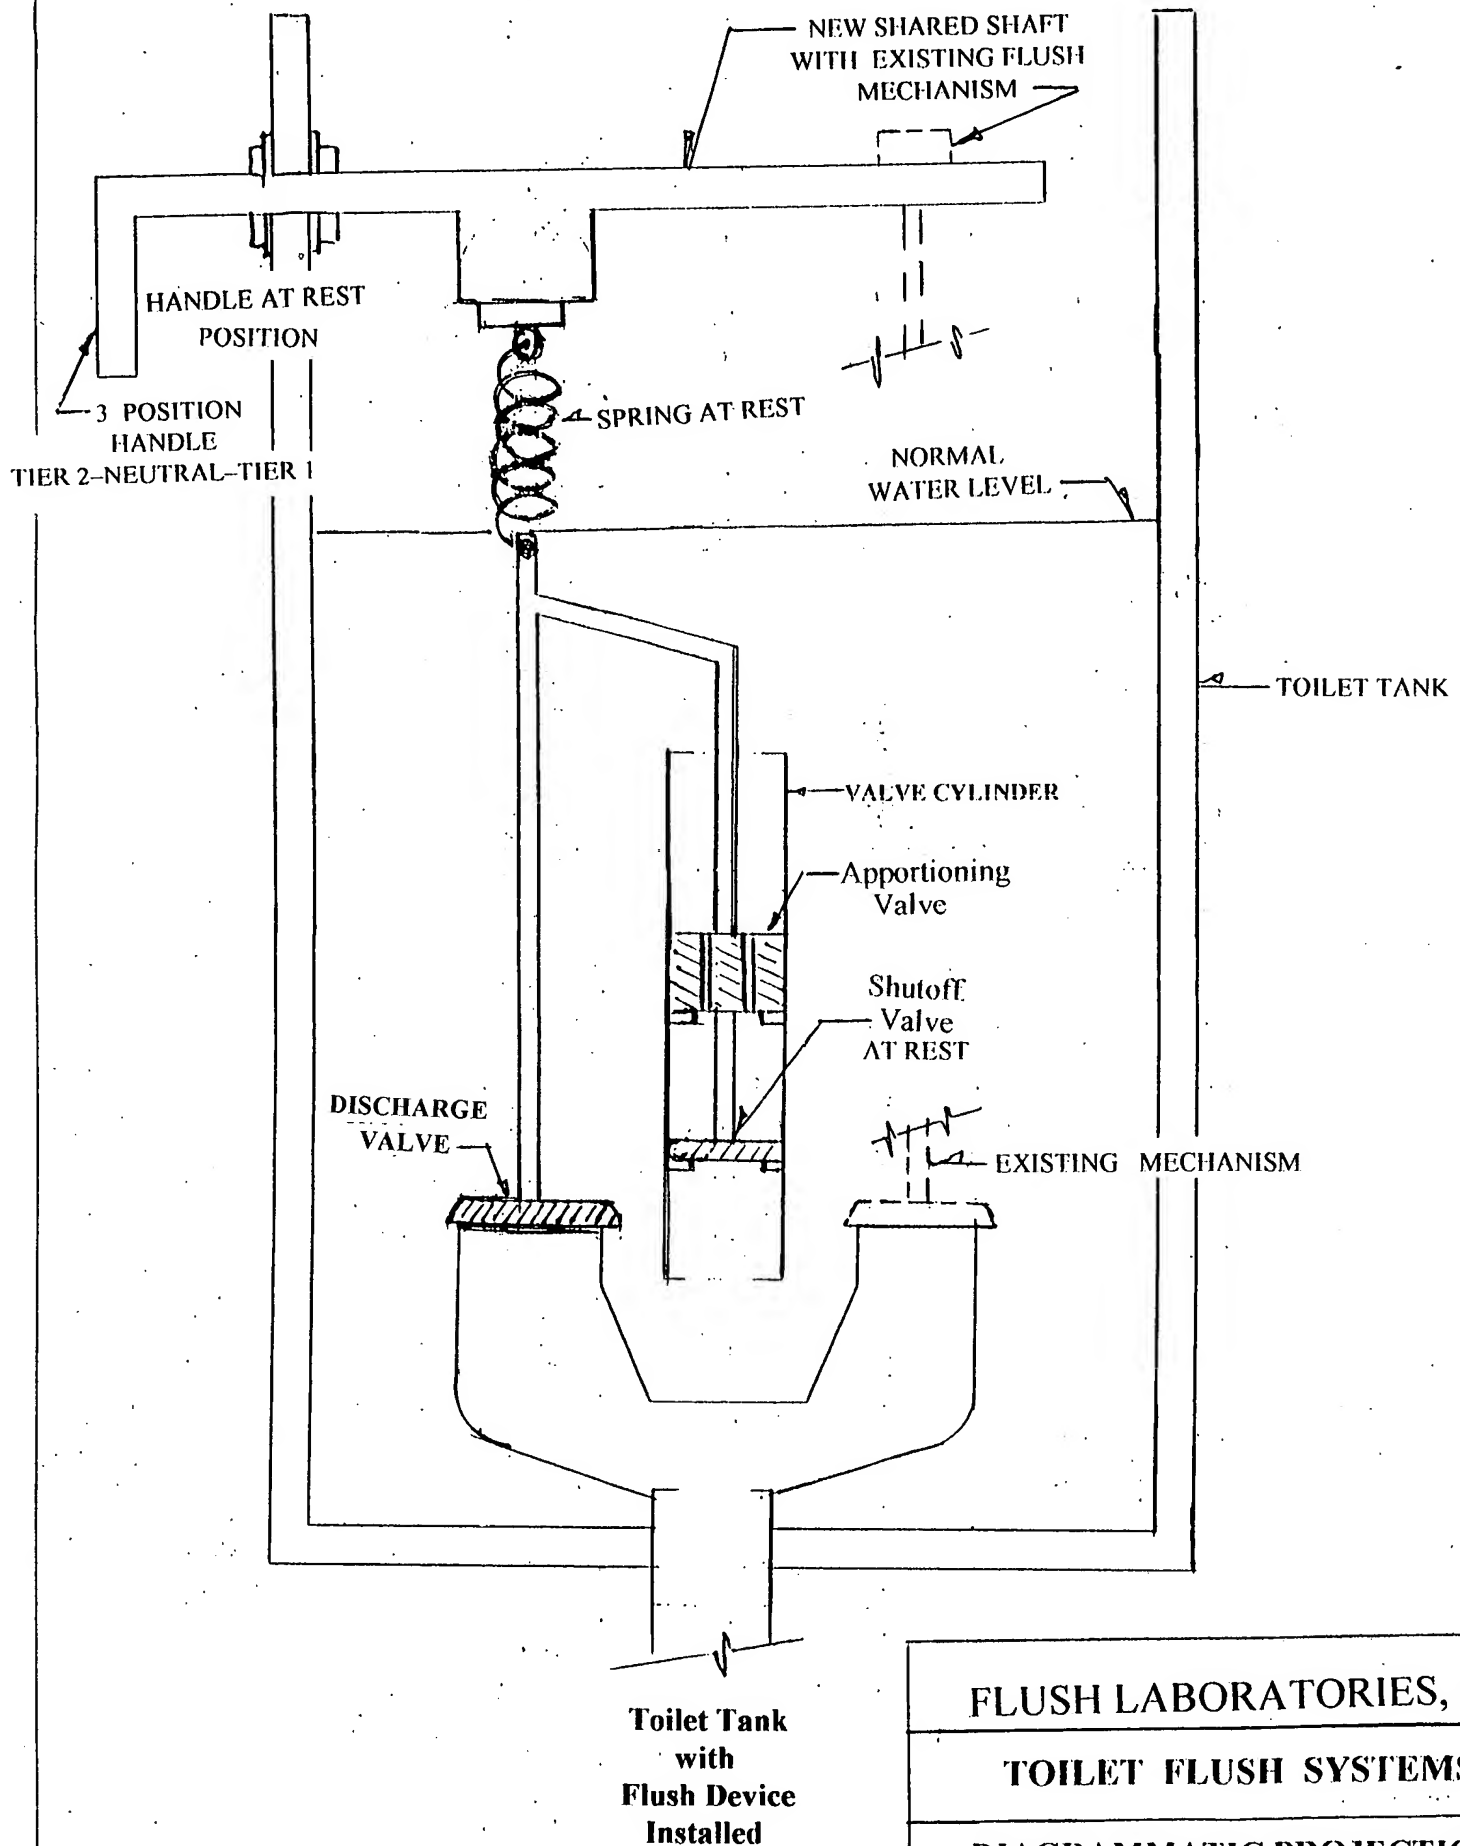 NEW SHARED SHAFT
WITH EXISTING FLUSH
MECHANISM
HANDLE AT REST
POSITION
3 POSITION
HANDLE
TIER 2–NEUTRAL–TIER 1
SPRING AT REST
NORMAL
WATER LEVEL
TOILET TANK
VALVE CYLINDER
Apportioning
Valve
Shutoff
Valve
AT REST
DISCHARGE
VALVE
EXISTING MECHANISM
Toilet Tank
with
Flush Device
Installed
FLUSH LABORATORIES,
TOILET FLUSH SYSTEMS